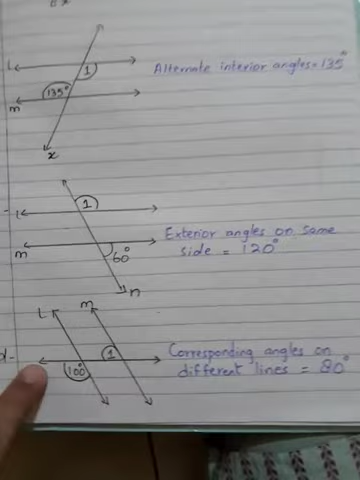 l
1
Alternate interior angles = 135°
135°
m
x
1
l
Exterior angles on same
m
60°
side = 120°
n
L
m
d-
1
Corresponding angles on
100°
different lines = 80°